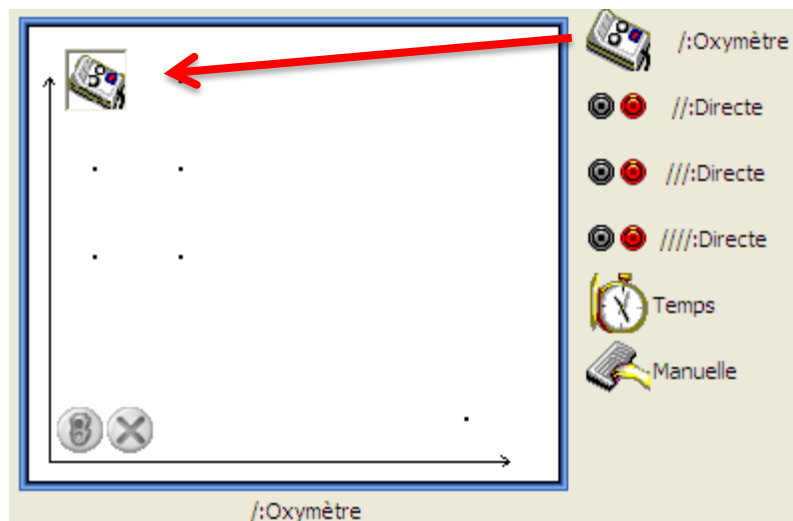 /:Oxymètre
//:Directe
///:Directe
////:Directe
Temps
Manuelle
/:Oxymètre